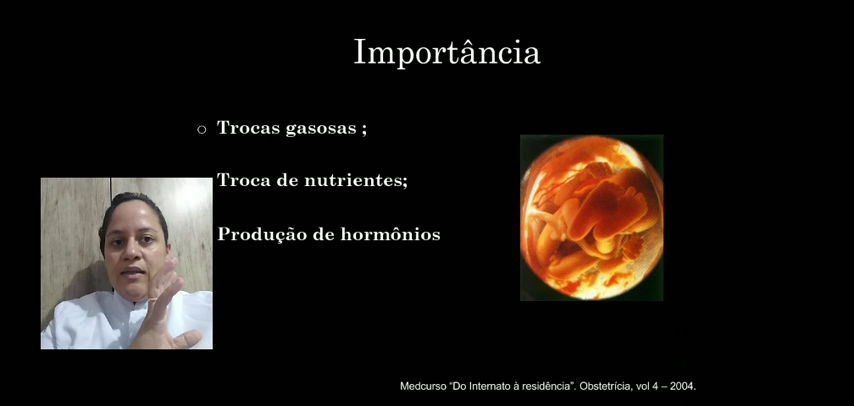 Importância
Trocas gasosas ;
Troca de nutrientes;
Produção de hormônios
Medcurso “Do Internato à residência”. Obstetrícia, vol 4 – 2004.